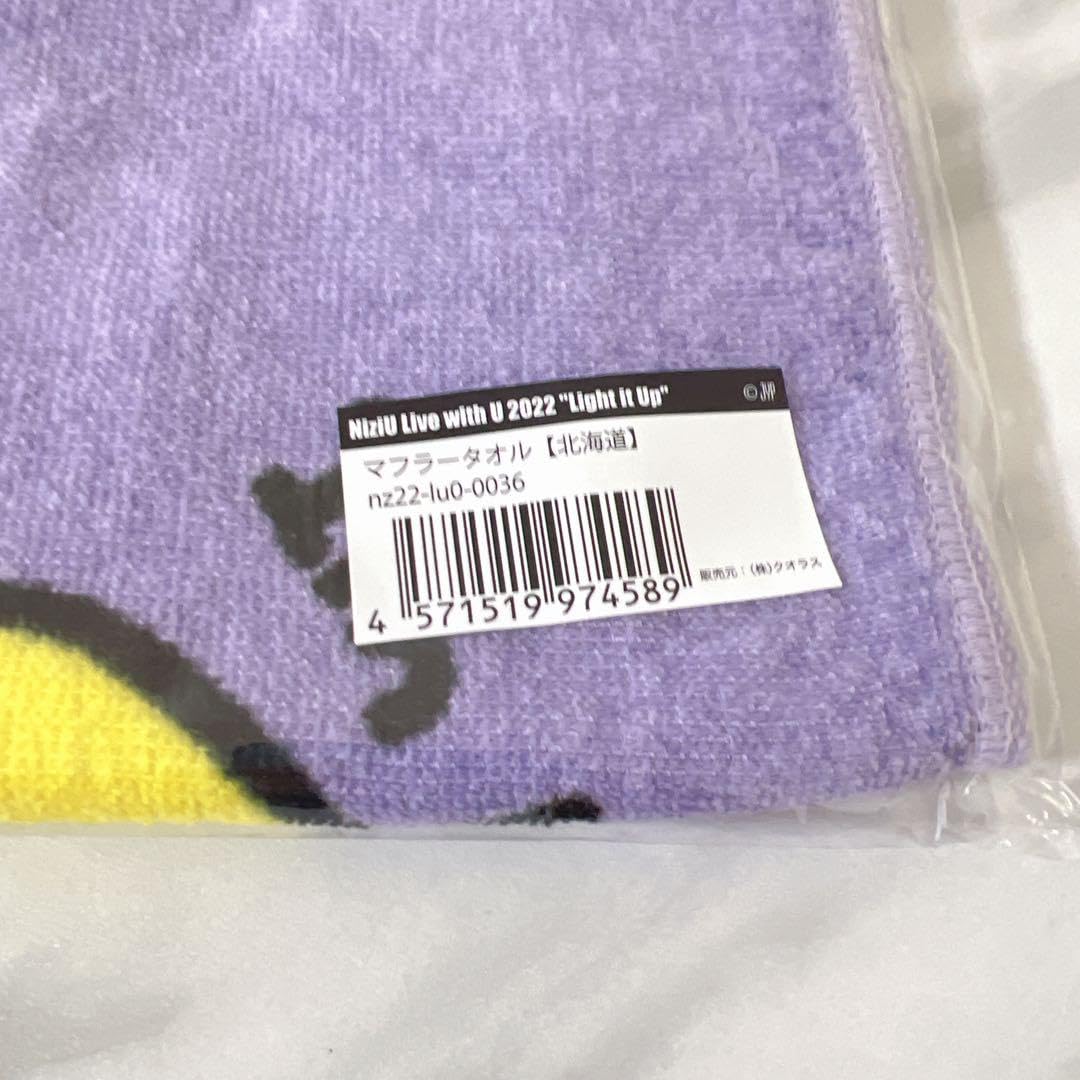 NiziU Live with U 2022 "Light it Up"
© JYP
マフラータオル【北海道】
nz22-lu0-0036
4 571519 974589
販売元:(株)クオラス